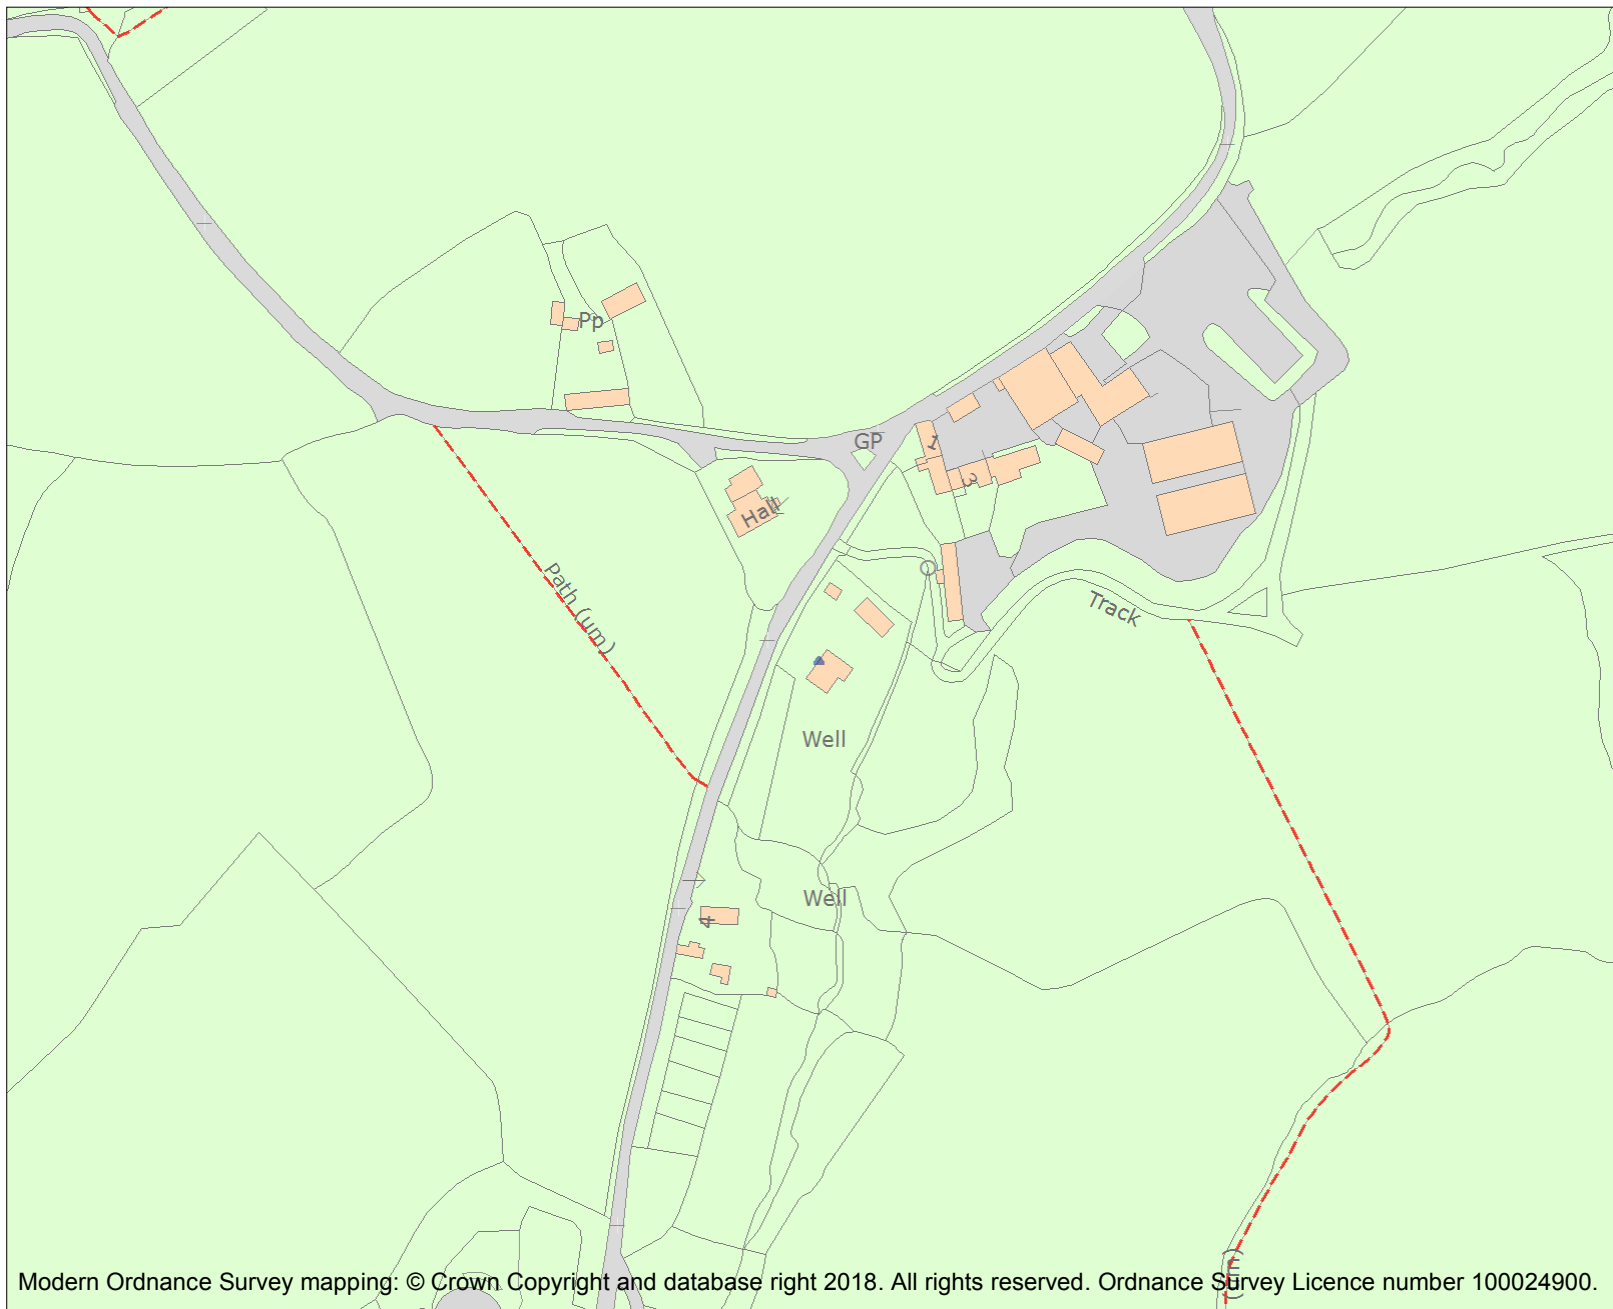 Pp
GP
1
3
Hall
Path (um)
Track
Well
Well
4
(um)
Modern Ordnance Survey mapping: © Crown Copyright and database right 2018. All rights reserved. Ordnance Survey Licence number 100024900.